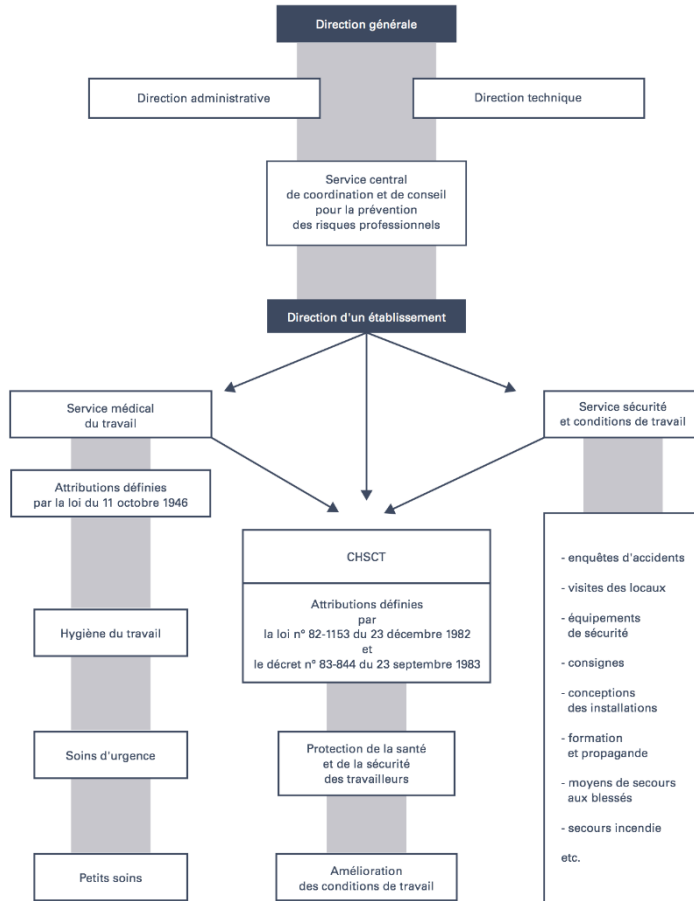 Direction générale
Direction administrative
Direction technique
Service central
de coordination et de conseil
pour la prévention
des risques professionnels
Direction d'un établissement
Service médical
du travail
Service sécurité
et conditions de travail
Attributions définies
par la loi du 11 octobre 1946
CHSCT
Attributions définies
par
la loi n° 82-1153 du 23 décembre 1982
et
le décret n° 83-844 du 23 septembre 1983
Hygiène du travail
Soins d'urgence
Petits soins
Protection de la santé
et de la sécurité
des travailleurs
Amélioration
des conditions de travail
- enquêtes d'accidents
- visites des locaux
- équipements
de sécurité
- consignes
- conceptions
des installations
- formation
et propagande
- moyens de secours
aux blessés
- secours incendie
etc.